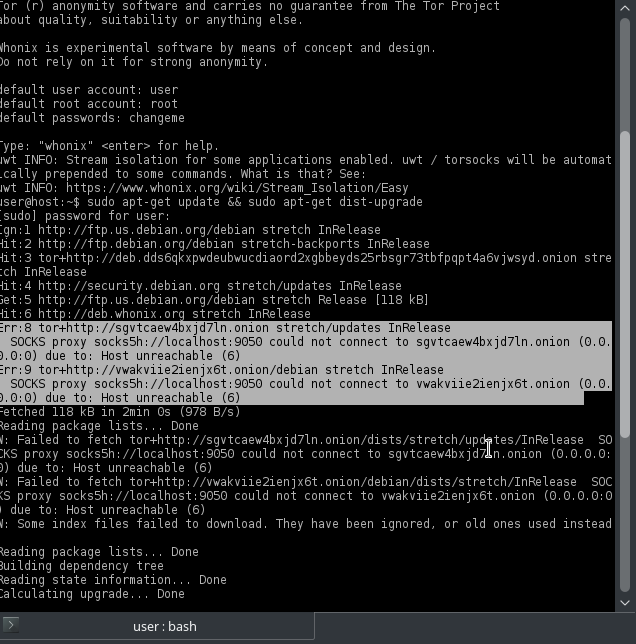 Tor (r) anonymity software and carries no guarantee from The Tor Project
about quality, suitability or anything else.
Whonix is experimental software by means of concept and design.
Do not rely on it for strong anonymity.
default user account: user
default root account: root
default passwords: changeme
Type: "whonix" <enter> for help.
uwt INFO: Stream isolation for some applications enabled. uwt / torsocks will be automat
ically prepended to some commands. What is that? See:
uwt INFO: https://www.whonix.org/wiki/Stream_Isolation/Easy
user@host:~$ sudo apt-get update && sudo apt-get dist-upgrade
[sudo] password for user:
Ign:1 http://ftp.us.debian.org/debian stretch InRelease
Hit:2 http://ftp.debian.org/debian stretch-backports InRelease
Hit:3 tor+http://deb.dds6qkxpwdeubwucdiaord2xgbbeyds25rbsgr73tbfpqpt4a6vjwsyd.onion stre
tch InRelease
Hit:4 http://security.debian.org stretch/updates InRelease
Get:5 http://ftp.us.debian.org/debian stretch Release [118 kB]
Hit:6 http://deb.whonix.org stretch InRelease
Err:8 tor+http://sgvtcaew4bxjd7ln.onion stretch/updates InRelease
SOCKS proxy socks5h://localhost:9050 could not connect to sgvtcaew4bxjd7ln.onion (0.0.
0.0:0) due to: Host unreachable (6)
Err:9 tor+http://vwakviie2ienjx6t.onion/debian stretch InRelease
SOCKS proxy socks5h://localhost:9050 could not connect to vwakviie2ienjx6t.onion (0.0.
0.0:0) due to: Host unreachable (6)
Fetched 118 kB in 2min 0s (978 B/s)
Reading package lists... Done
W: Failed to fetch tor+http://sgvtcaew4bxjd7ln.onion/dists/stretch/updates/InRelease  SO
CKS proxy socks5h://localhost:9050 could not connect to sgvtcaew4bxjd7ln.onion (0.0.0.0:
0) due to: Host unreachable (6)
W: Failed to fetch tor+http://vwakviie2ienjx6t.onion/debian/dists/stretch/InRelease  SOC
KS proxy socks5h://localhost:9050 could not connect to vwakviie2ienjx6t.onion (0.0.0.0:0
) due to: Host unreachable (6)
W: Some index files failed to download. They have been ignored, or old ones used instead
Reading package lists... Done
Building dependency tree
Reading state information... Done
Calculating upgrade... Done
user : bash